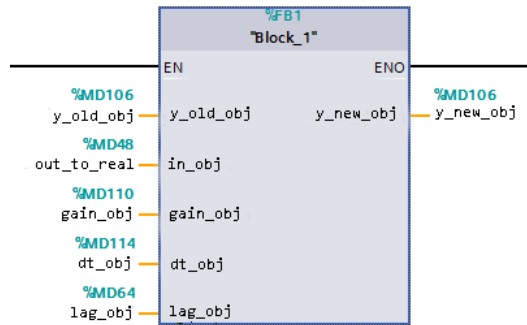 %FB1
"Block_1"
EN ENO
%MD106 %MD106
y_old_obj y_old_obj y_new_obj y_new_obj
%MD48
out_to_real in_obj
%MD110
gain_obj gain_obj
%MD114
dt_obj dt_obj
%MD64
lag_obj lag_obj